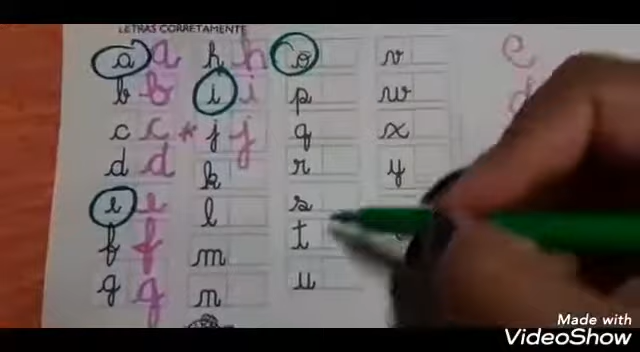 LETRAS CORRETAMENTE
a a h h o v
b b i i p w
c c * j j q x
d d k r y
e e l s
f f m t
g g n u
e
d
Made with
VideoShow